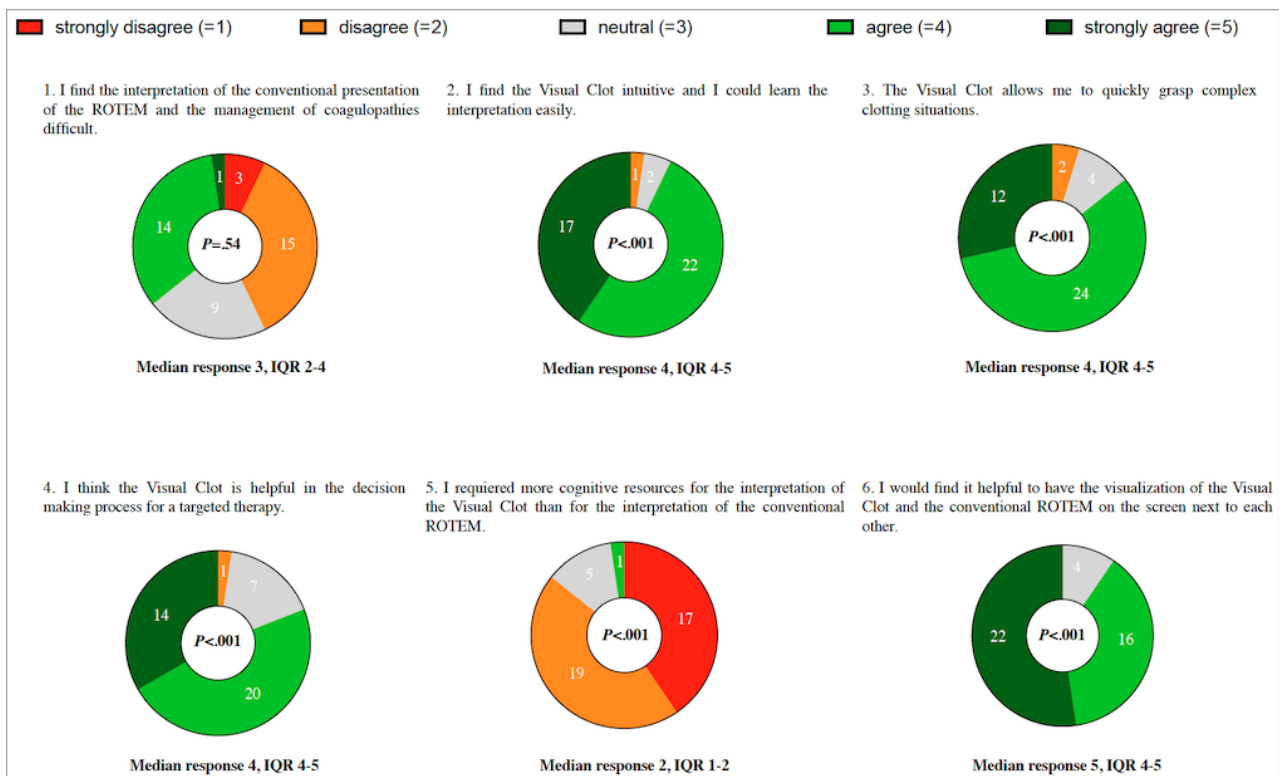 strongly disagree (=1) disagree (=2) neutral (=3) agree (=4) strongly agree (=5)
1. I find the interpretation of the conventional presentation
of the ROTEM and the management of coagulopathies
difficult.
1
3
14
15
P=.54
9
Median response 3, IQR 2-4
2. I find the Visual Clot intuitive and I could learn the
interpretation easily.
1
2
17
P<.001
22
Median response 4, IQR 4-5
3. The Visual Clot allows me to quickly grasp complex
clotting situations.
2
4
12
P<.001
24
Median response 4, IQR 4-5
4. I think the Visual Clot is helpful in the decision
making process for a targeted therapy.
1
7
14
P<.001
20
Median response 4, IQR 4-5
5. I requiered more cognitive resources for the interpretation of
the Visual Clot than for the interpretation of the conventional
ROTEM.
1
5
17
P<.001
19
Median response 2, IQR 1-2
6. I would find it helpful to have the visualization of the Visual
Clot and the conventional ROTEM on the screen next to each
other.
4
22
P<.001
16
Median response 5, IQR 4-5